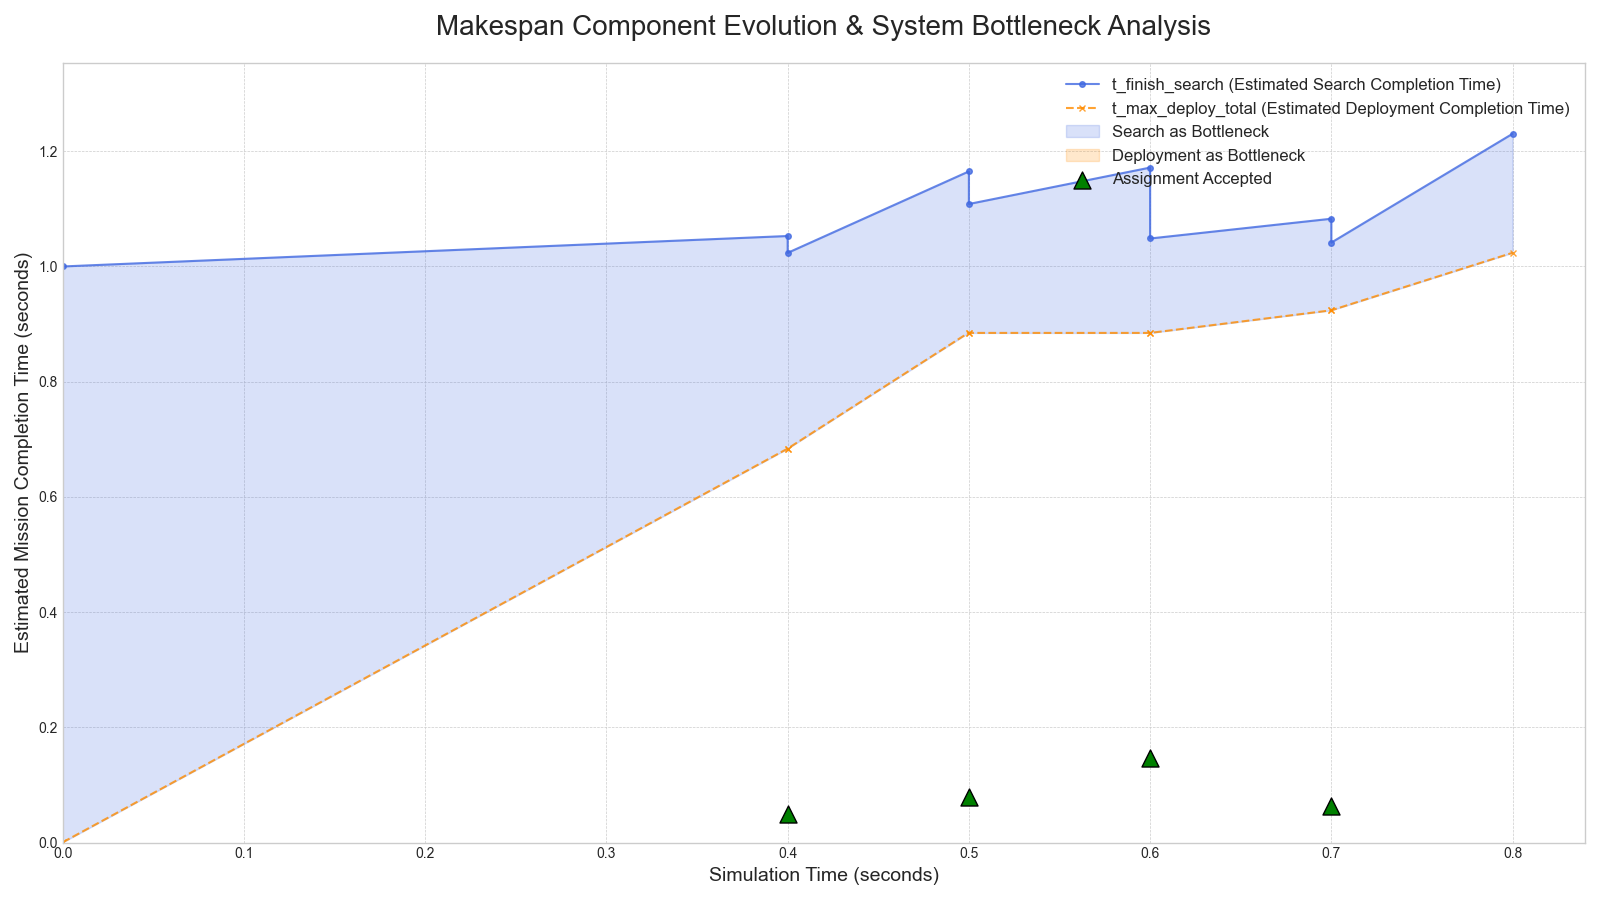 Makespan Component Evolution & System Bottleneck Analysis
t_finish_search (Estimated Search Completion Time)
t_max_deploy_total (Estimated Deployment Completion Time)
Search as Bottleneck
Deployment as Bottleneck
Assignment Accepted
Estimated Mission Completion Time (seconds)
1.2
1.0
0.8
0.6
0.4
0.2
0.0
0.0 0.1 0.2 0.3 0.4 0.5 0.6 0.7 0.8
Simulation Time (seconds)